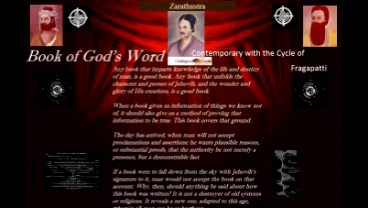 Zarathustra
Book of God's Word
Contemporary with the Cycle of
Fragapatti
Any book that imparts knowledge of the life and destiny
of man, is a good book. Any book that unfolds the
character and person of Jehovih, and the wonder and
glory of His creations, is a good book.
When a book gives us information of things we know not
of, it should also give us a method of proving that
information to be true. This book covers that ground.
The day has arrived, when man will not accept
proclamations and assertions; he wants plausible reasons,
or substantial proofs, that the authority be not merely a
presence, but a demonstrable fact.
If a book were to fall down from the sky with Jehovih's
signature to it, man would not accept the book on that
account. Why, then, should anything be said about how
this book was written? It is not a destroyer of old systems
or religions. It reveals a new one, adapted to this age,